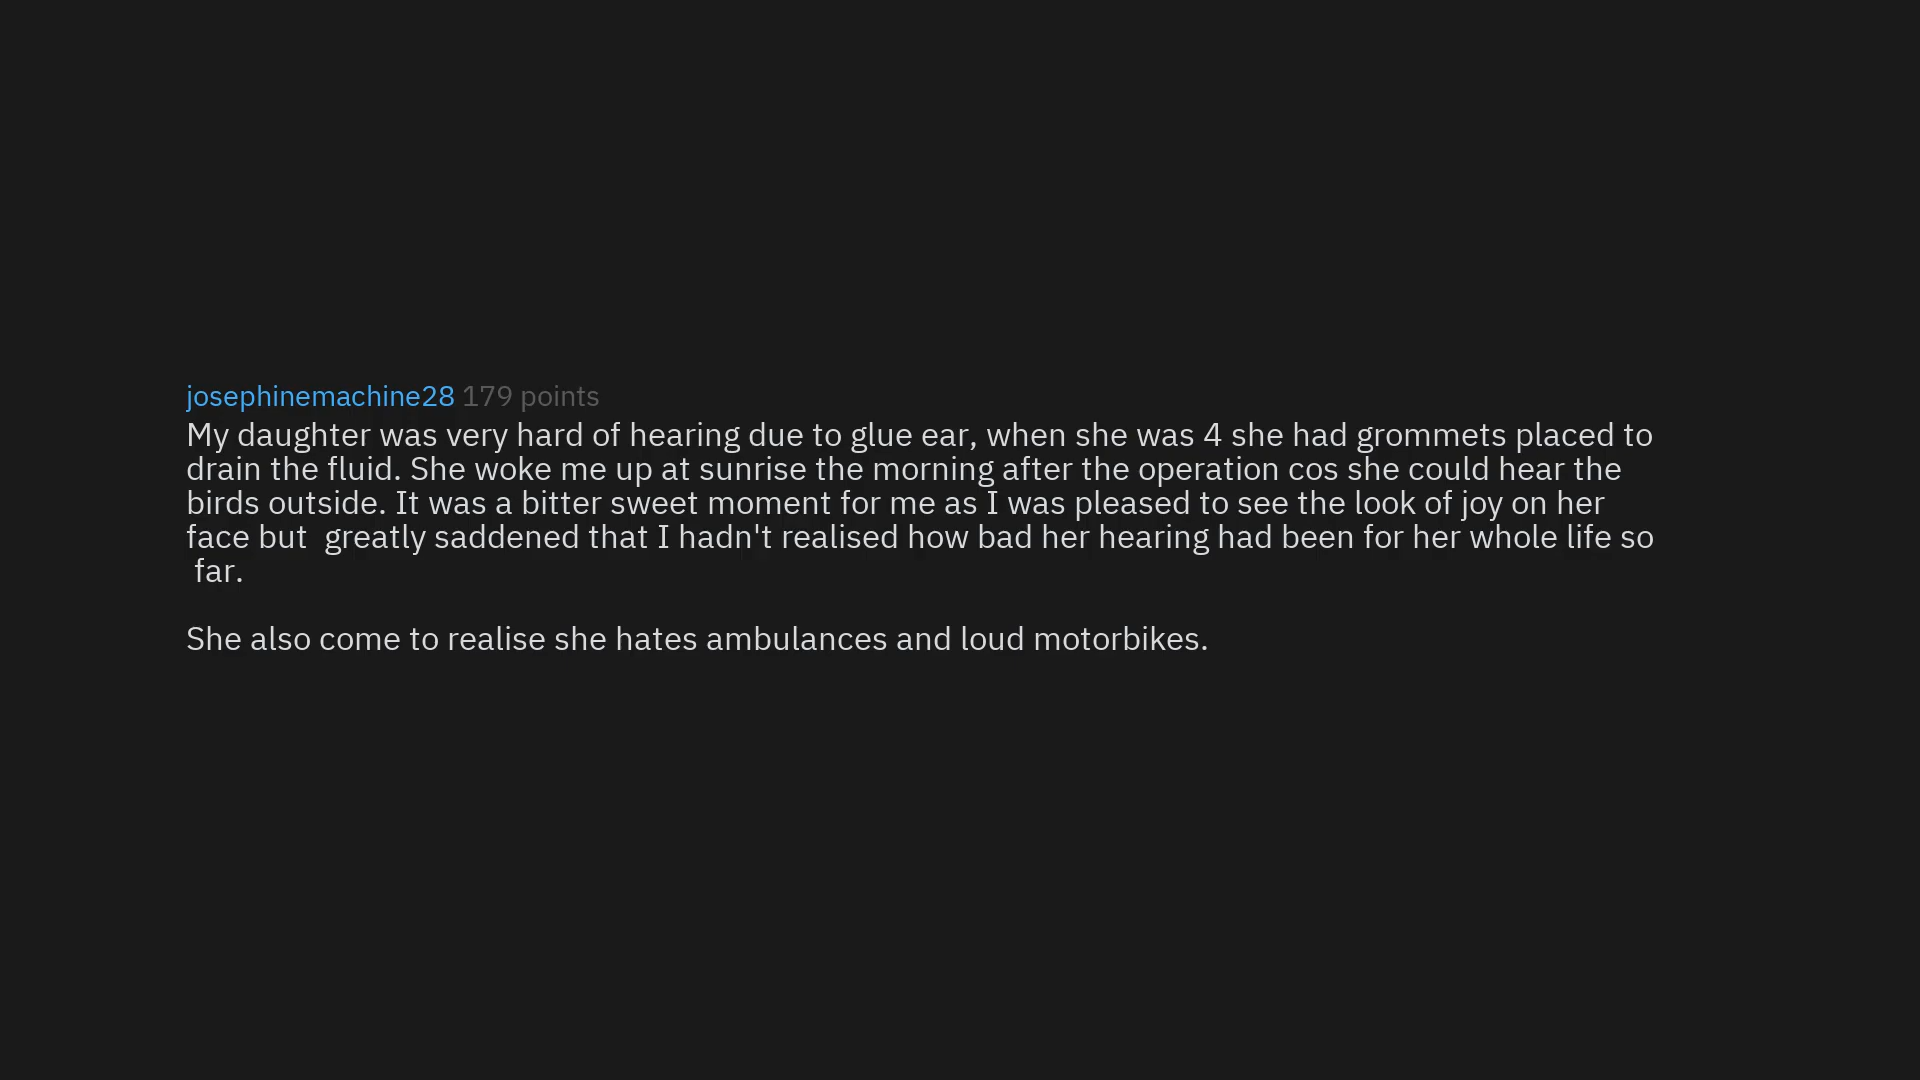 josephinemachine28 179 points
My daughter was very hard of hearing due to glue ear, when she was 4 she had grommets placed to
drain the fluid. She woke me up at sunrise the morning after the operation cos she could hear the
birds outside. It was a bitter sweet moment for me as I was pleased to see the look of joy on her
face but  greatly saddened that I hadn't realised how bad her hearing had been for her whole life so
far.
She also come to realise she hates ambulances and loud motorbikes.